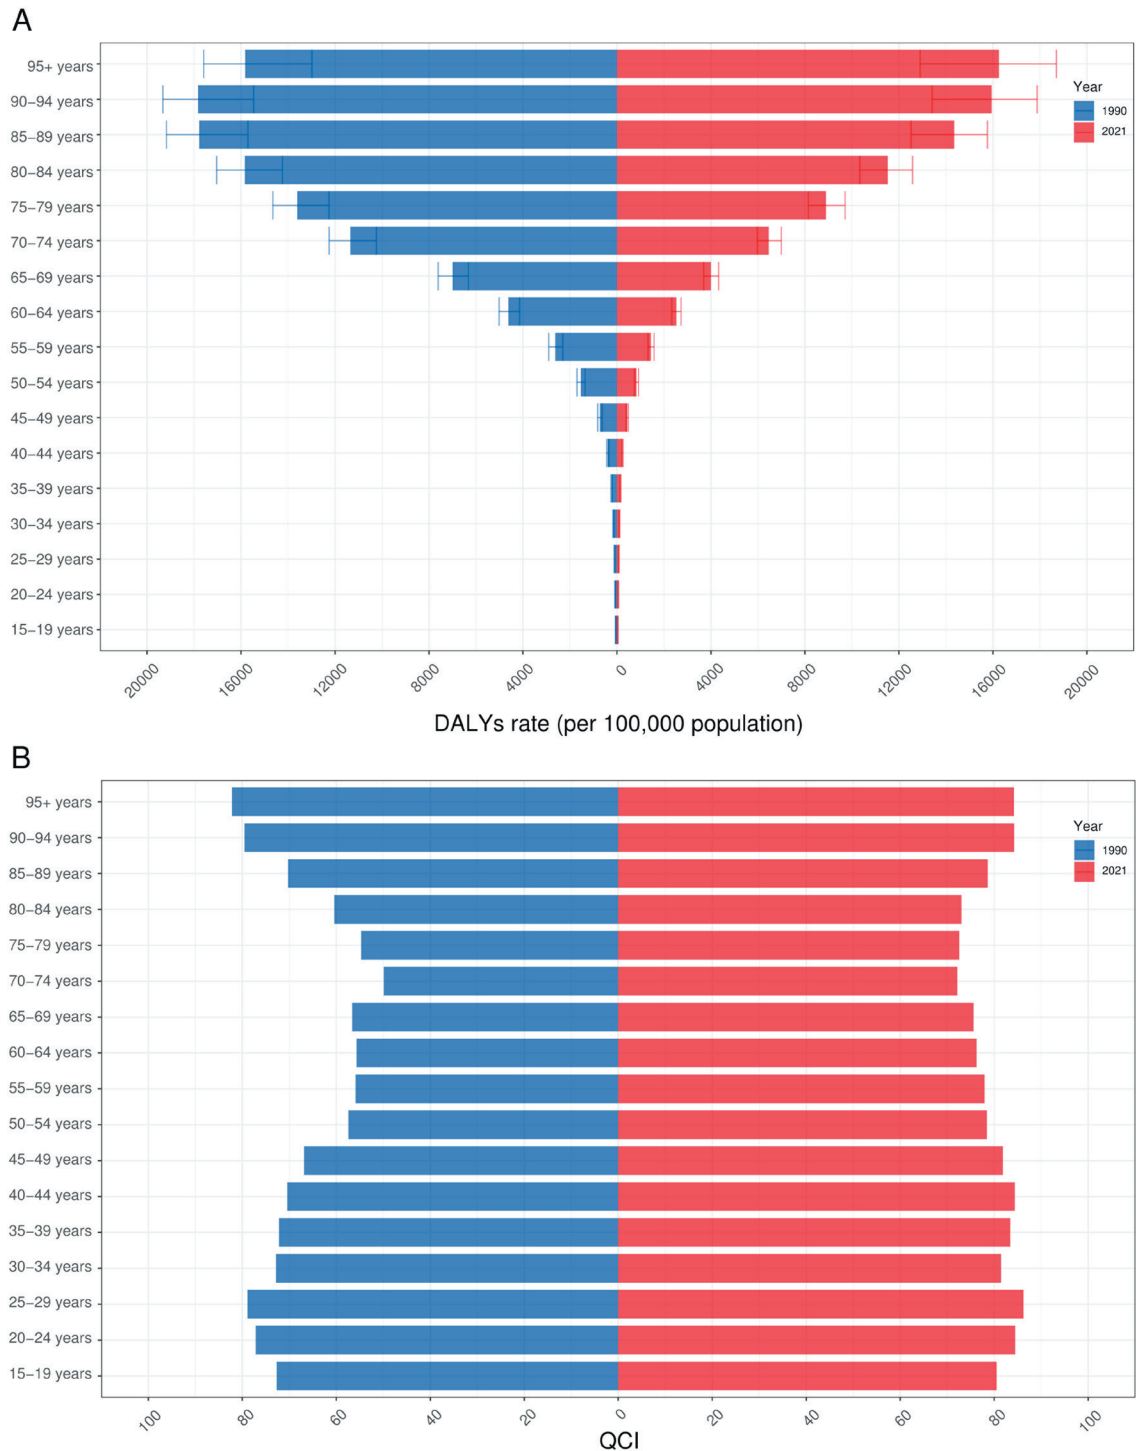 A
95+ years
90–94 years
85–89 years
80–84 years
75–79 years
70–74 years
65–69 years
60–64 years
55–59 years
50–54 years
45–49 years
40–44 years
35–39 years
30–34 years
25–29 years
20–24 years
15–19 years
Year
1990
2021
20000 16000 12000 8000 4000 0 4000 8000 12000 16000 20000
DALYs rate (per 100,000 population)
B
95+ years
90–94 years
85–89 years
80–84 years
75–79 years
70–74 years
65–69 years
60–64 years
55–59 years
50–54 years
45–49 years
40–44 years
35–39 years
30–34 years
25–29 years
20–24 years
15–19 years
Year
1990
2021
100 80 60 40 20 0 20 40 60 80 100
QCI